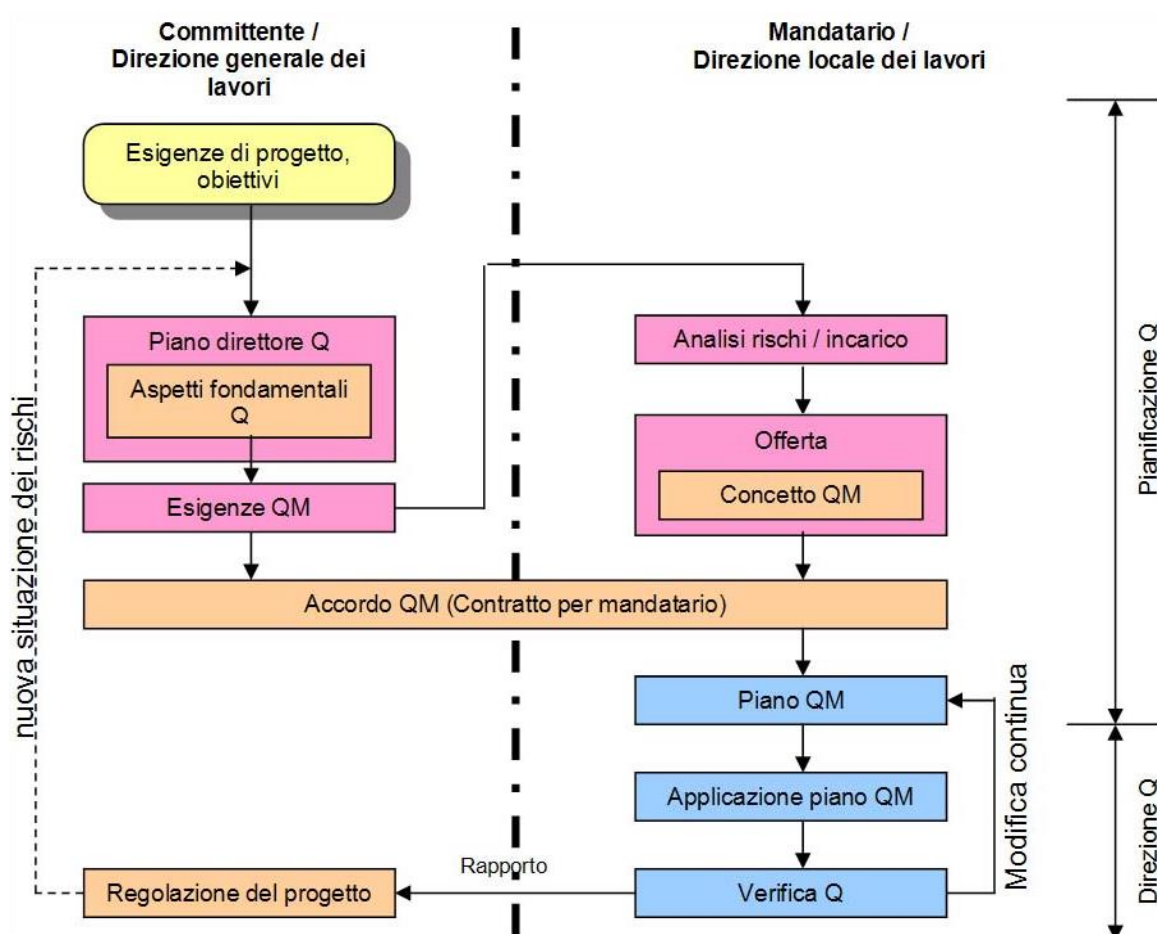 Committente /
Direzione generale dei
lavori
Mandatario /
Direzione locale dei lavori
Esigenze di progetto,
obiettivi
Piano direttore Q
Aspetti fondamentali
Q
Esigenze QM
Analisi rischi / incarico
Offerta
Concetto QM
Accordo QM (Contratto per mandatario)
Piano QM
Applicazione piano QM
Verifica Q
Rapporto
Regolazione del progetto
nuova situazione dei rischi
Modifica continua
Pianificazione Q
Direzione Q